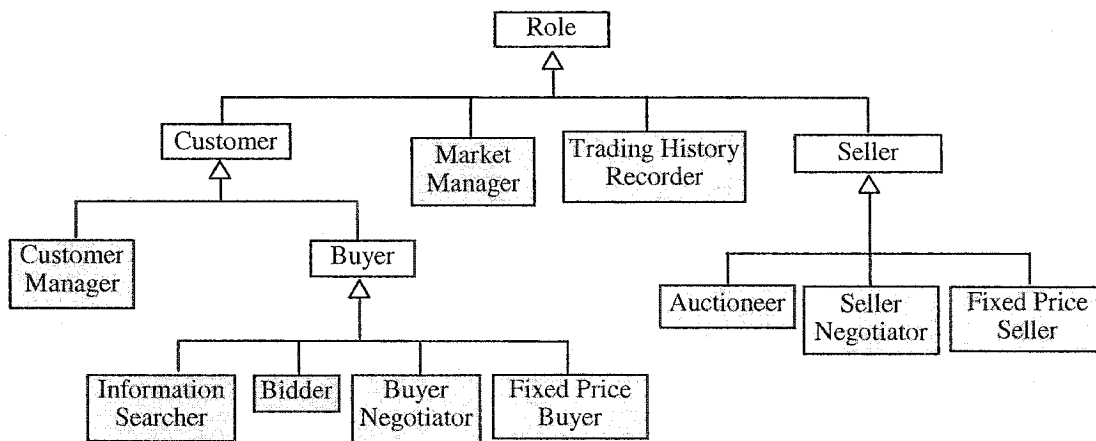 Role
Customer
Market
Manager
Trading History
Recorder
Seller
Customer
Manager
Buyer
Auctioneer
Seller
Negotiator
Fixed Price
Seller
Information
Searcher
Bidder
Buyer
Negotiator
Fixed Price
Buyer